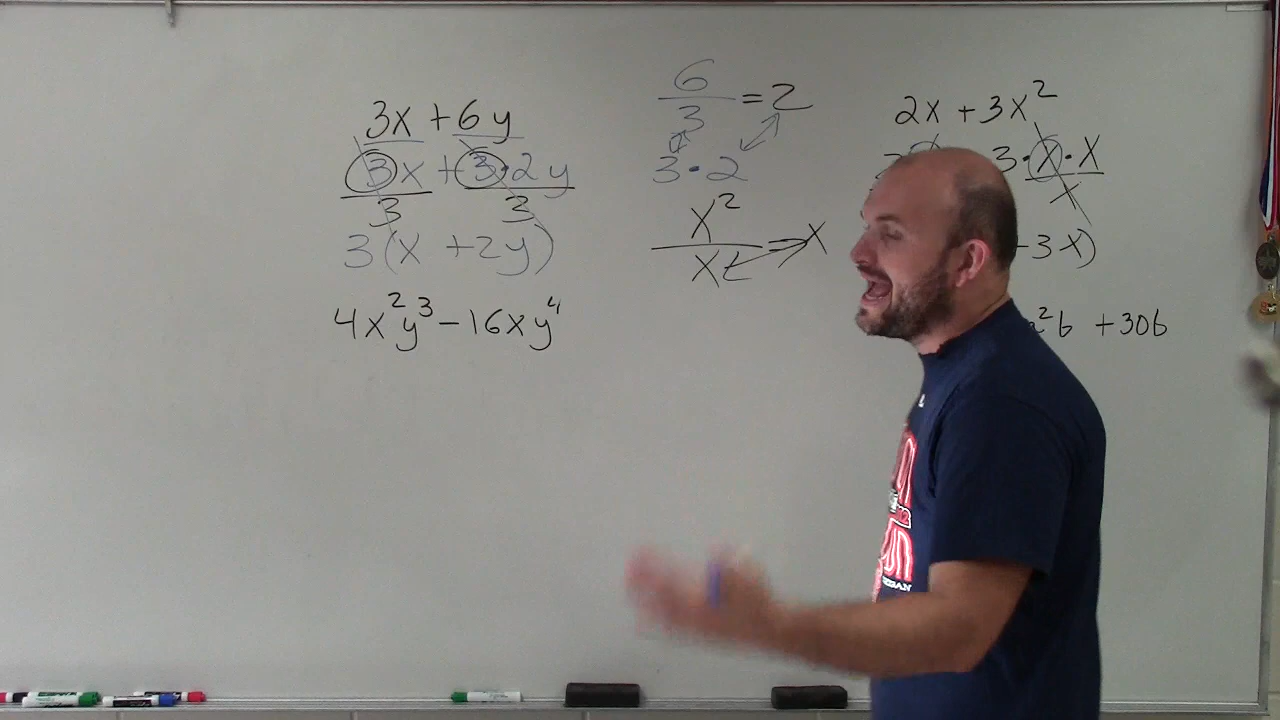 3x + 6y
3x + 3·2y
3 3
3(x + 2y)
4x²y³ - 16xy⁴
6
3 = 2
3·2
x²
x = x
2x + 3x²
3·x·x
x
3x)
²b + 30b